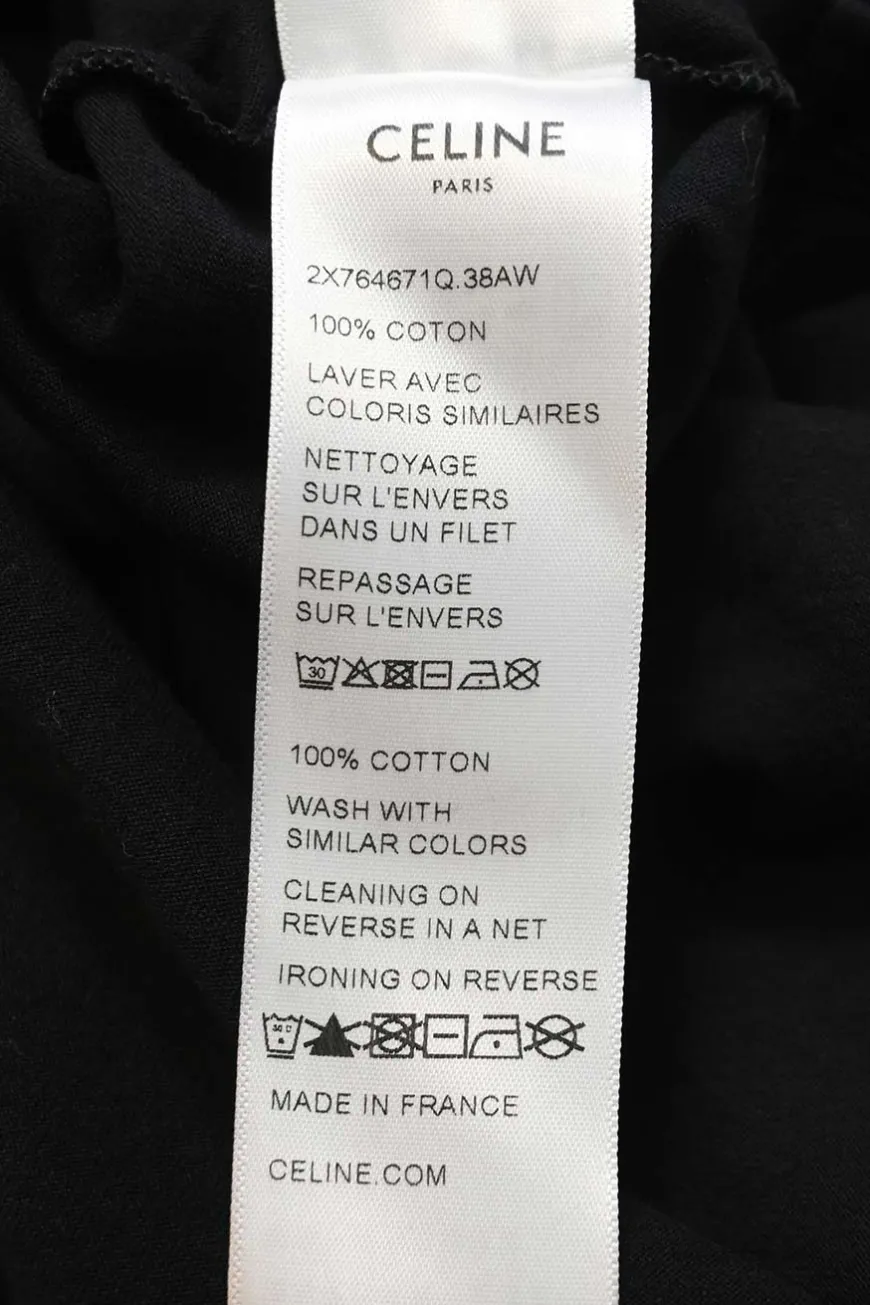 CELINE
PARIS
2X764671Q.38AW
100% COTON
LAVER AVEC
COLORIS SIMILAIRES
NETTOYAGE
SUR L'ENVERS
DANS UN FILET
REPASSAGE
SUR L'ENVERS
30
100% COTTON
WASH WITH
SIMILAR COLORS
CLEANING ON
REVERSE IN A NET
IRONING ON REVERSE
30 C
MADE IN FRANCE
CELINE.COM